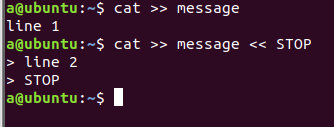 a@ubuntu:~$ cat >> message
line 1
a@ubuntu:~$ cat >> message << STOP
> line 2
> STOP
a@ubuntu:~$